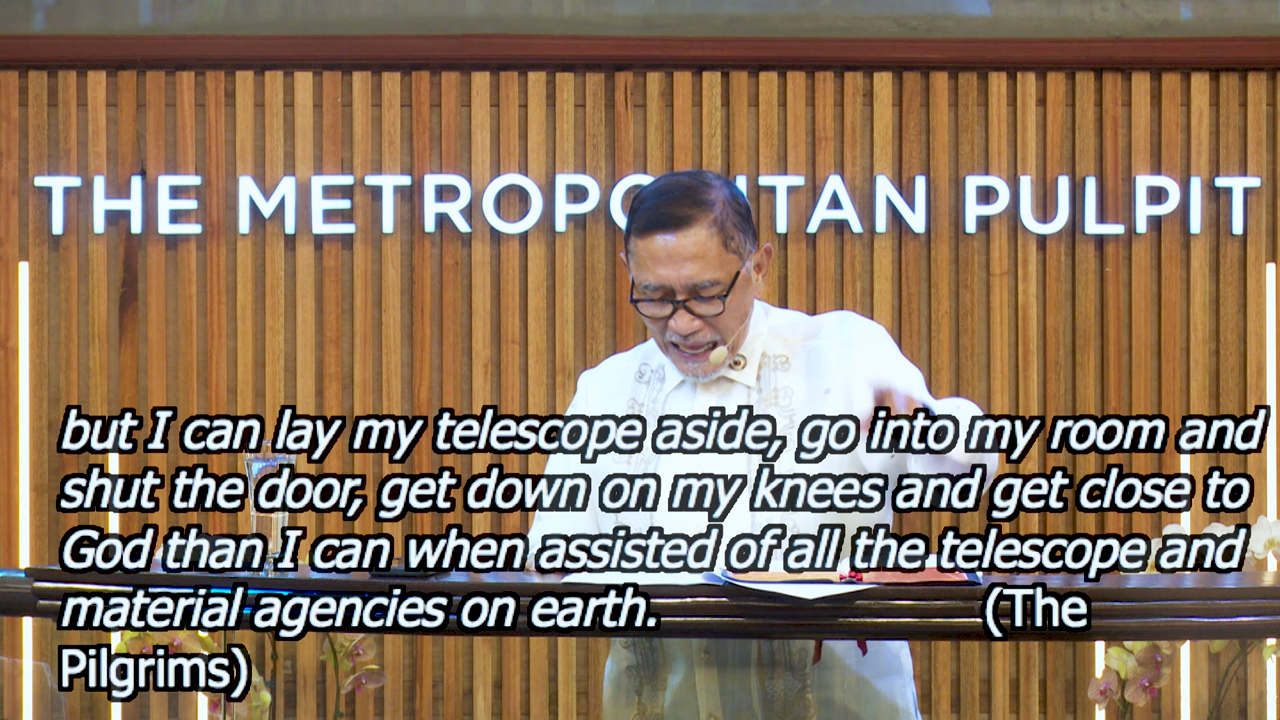 THE METROPOLITAN PULPIT
but I can lay my telescope aside, go into my room and
shut the door, get down on my knees and get close to
God than I can when assisted of all the telescope and
material agencies on earth. (The
Pilgrims)